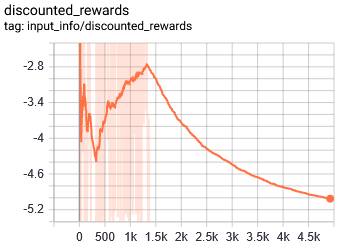 discounted_rewards
tag: input_info/discounted_rewards
-2.8
-3.4
-4
-4.6
-5.2
0 500 1k 1.5k 2k 2.5k 3k 3.5k 4k 4.5k